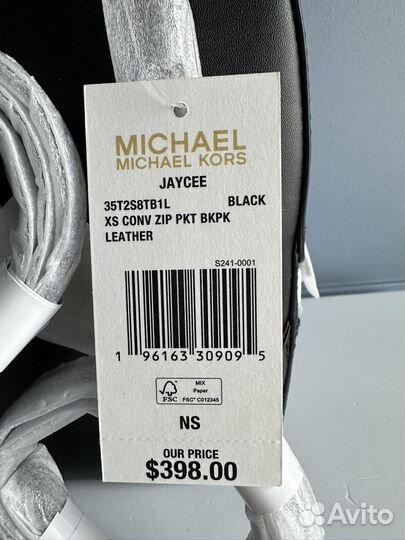 MICHAEL
MICHAEL KORS
JAYCEE
35T2S8TB1L BLACK
XS CONV ZIP PKT BKPK
LEATHER
S241-0001
1 96163 30909 5
FSC
MIX
Paper
FSC® C012345
NS
OUR PRICE
$398.00
Avito